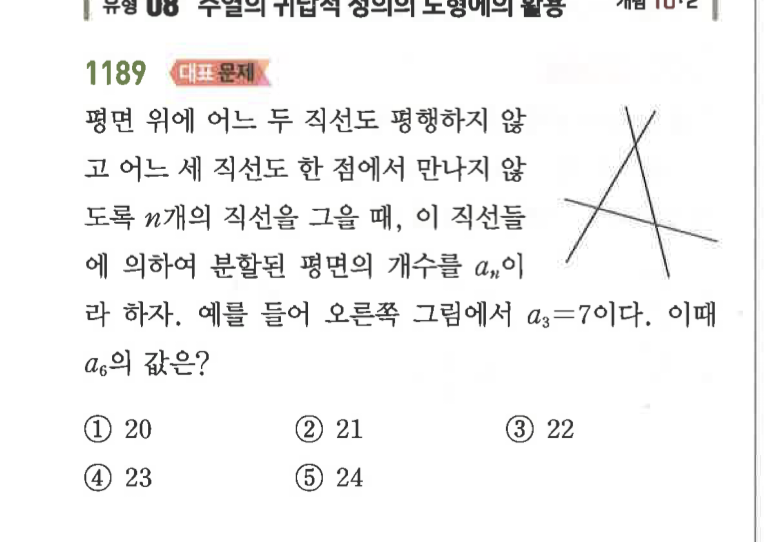 유형 08 수열의 귀납적 정의의 도형에의 활용 개념 10·2
1189 대표 문제
평면 위에 어느 두 직선도 평행하지 않
고 어느 세 직선도 한 점에서 만나지 않
도록 n개의 직선을 그을 때, 이 직선들
에 의하여 분할된 평면의 개수를 aₙ이
라 하자. 예를 들어 오른쪽 그림에서 a₃=7이다. 이때
a₆의 값은?
① 20 ② 21 ③ 22
④ 23 ⑤ 24